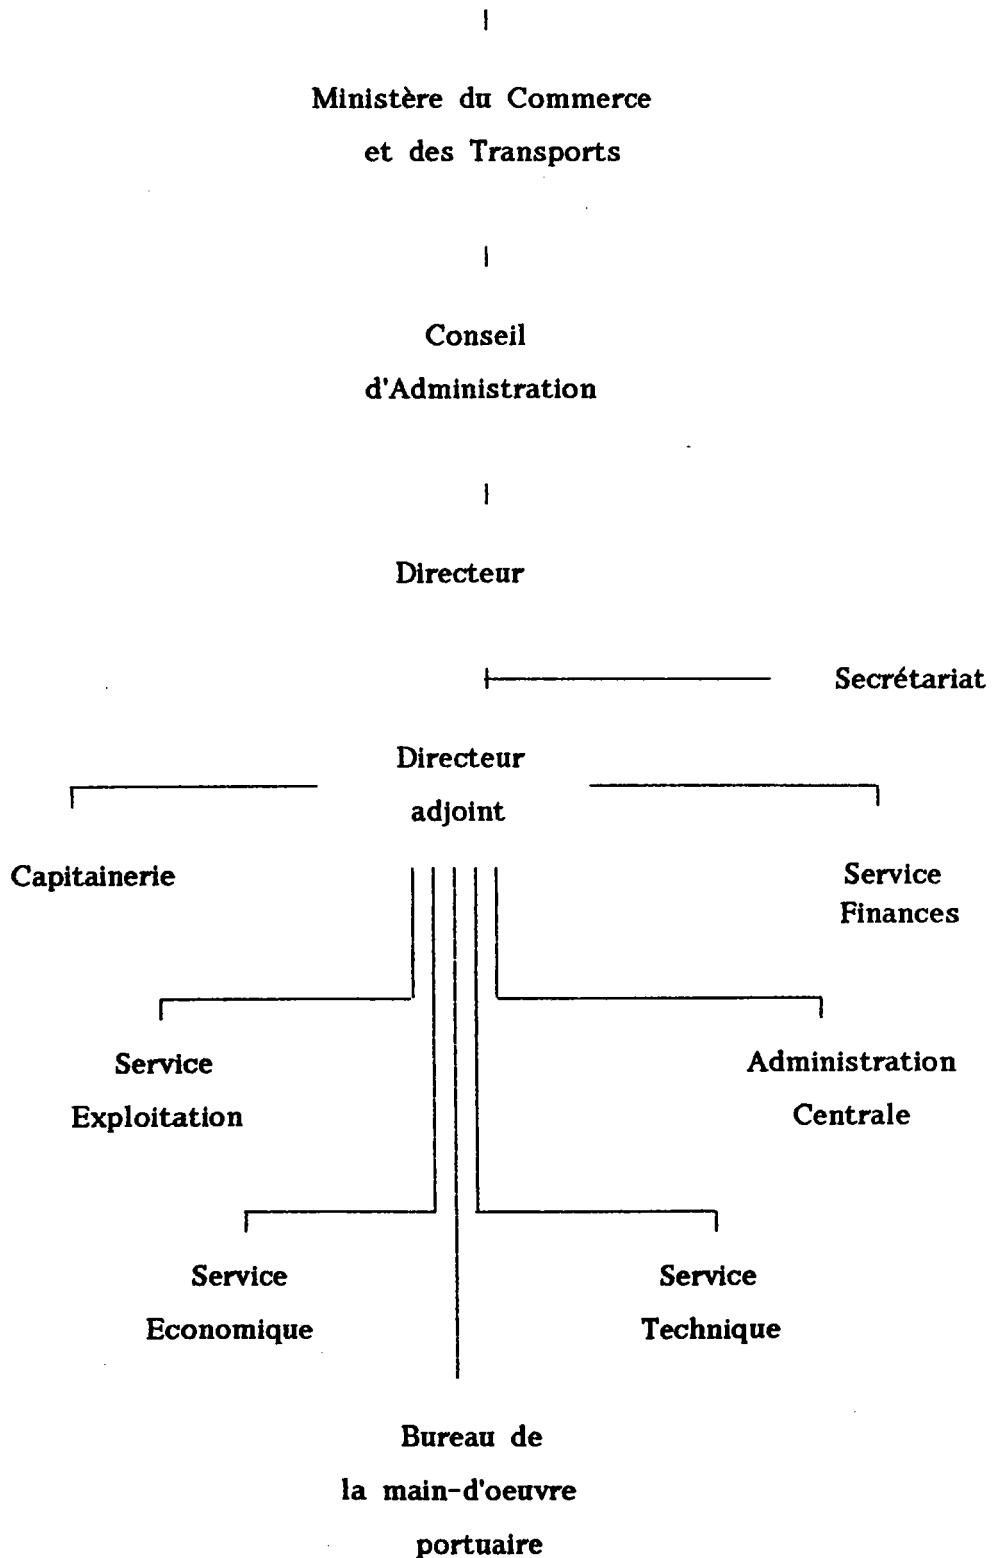 Ministère du Commerce
et des Transports
Conseil
d'Administration
Directeur
Secrétariat
Directeur
adjoint
Capitainerie
Service
Finances
Service
Exploitation
Administration
Centrale
Service
Economique
Service
Technique
Bureau de
la main-d'oeuvre
portuaire